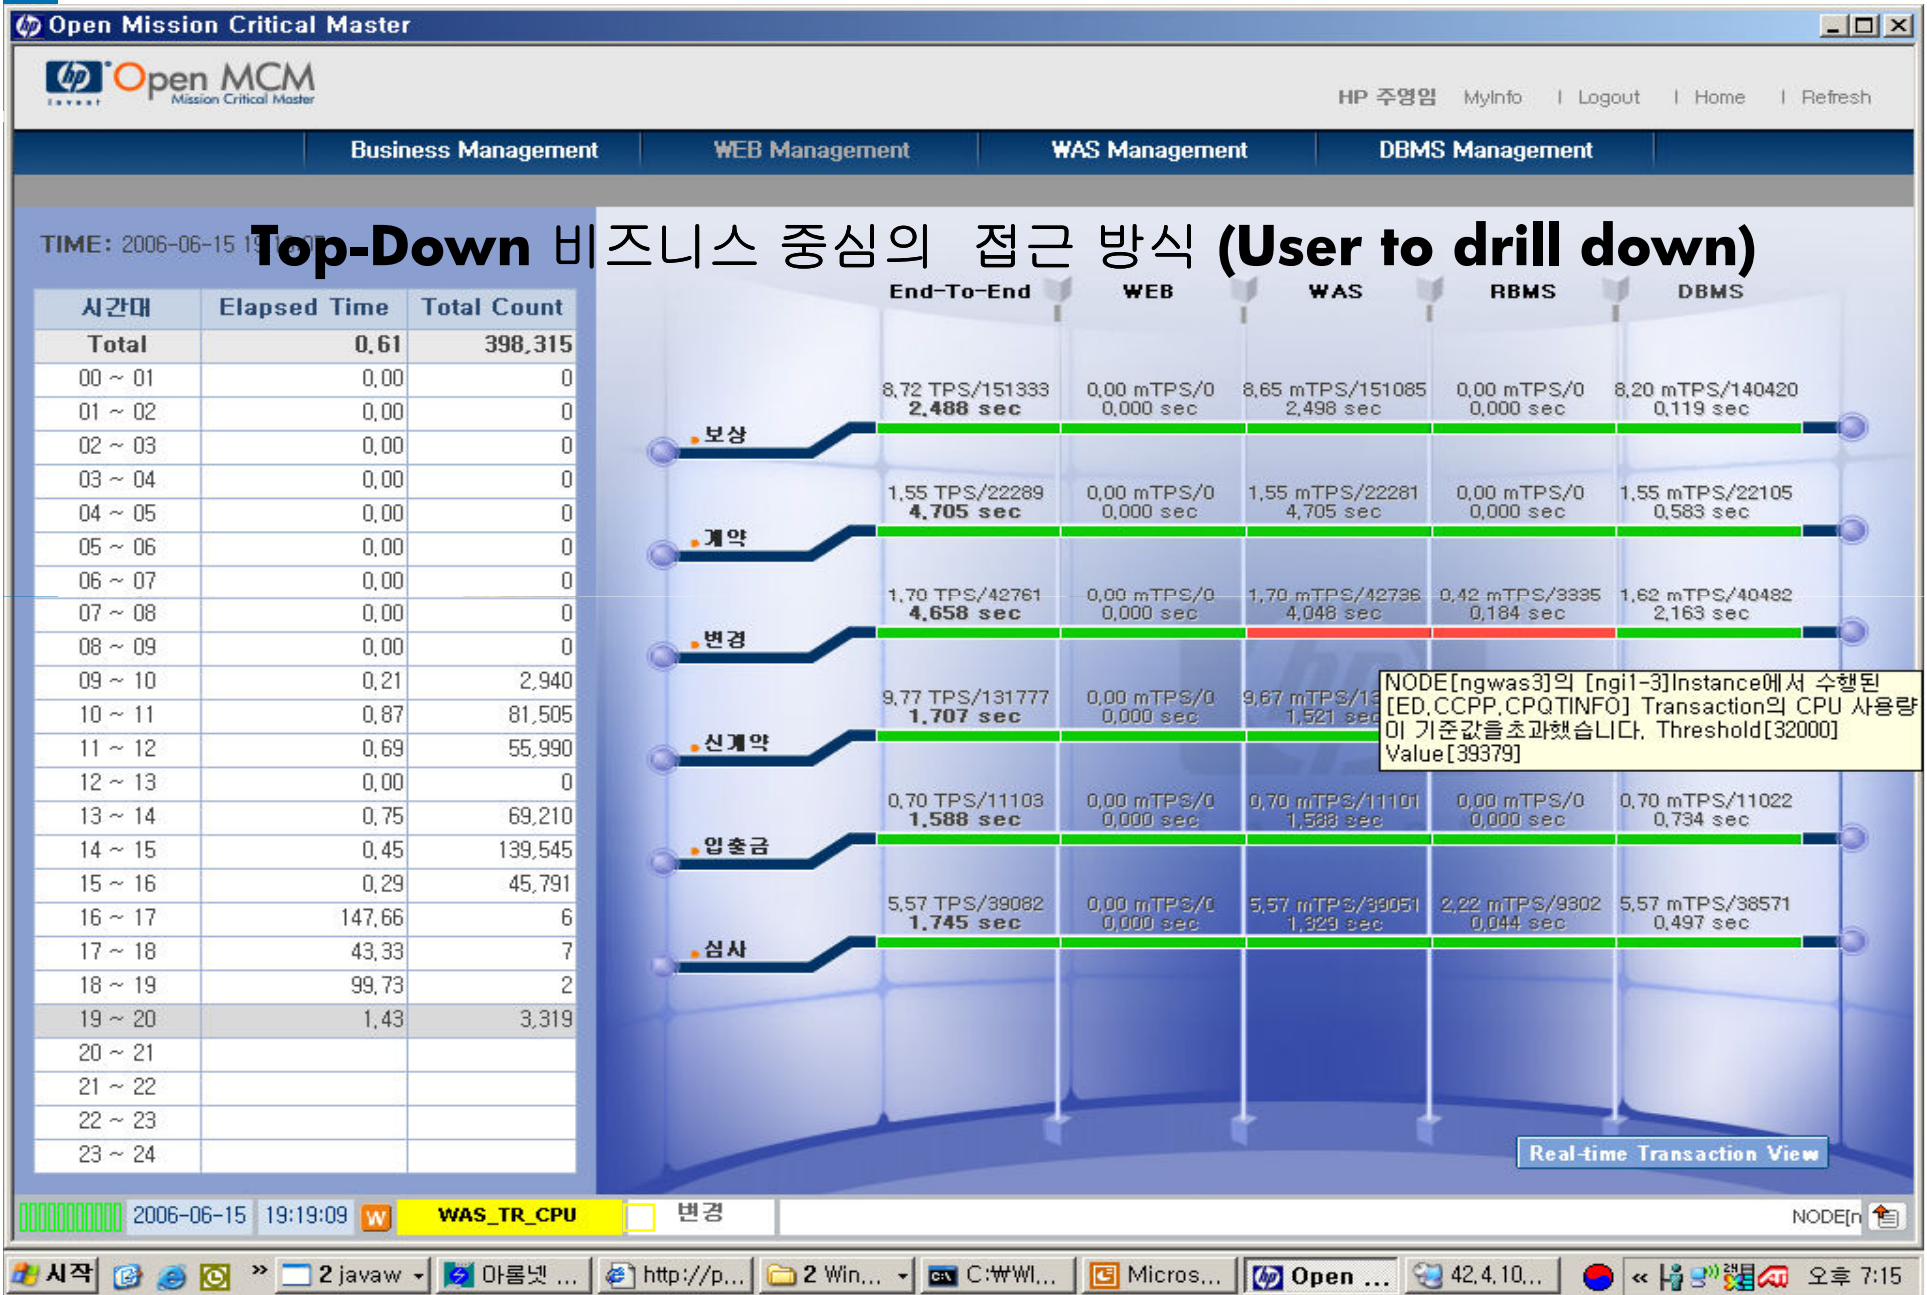 Open Mission Critical Master
hp Open MCM
invent Mission Critical Master
HP 주영임 MyInfo | Logout | Home | Refresh
Business Management WEB Management WAS Management DBMS Management
TIME: 2006-06-15
Top-Down 비즈니스 중심의 접근 방식 (User to drill down)
시간대 Elapsed Time Total Count
Total 0.61 398,315
00 ~ 01 0.00 0
01 ~ 02 0.00 0
02 ~ 03 0.00 0
03 ~ 04 0.00 0
04 ~ 05 0.00 0
05 ~ 06 0.00 0
06 ~ 07 0.00 0
07 ~ 08 0.00 0
08 ~ 09 0.00 0
09 ~ 10 0.21 2,940
10 ~ 11 0.87 81,505
11 ~ 12 0.69 55,990
12 ~ 13 0.00 0
13 ~ 14 0.75 69,210
14 ~ 15 0.45 139,545
15 ~ 16 0.29 45,791
16 ~ 17 147.66 6
17 ~ 18 43.33 7
18 ~ 19 99.73 2
19 ~ 20 1.43 3,319
20 ~ 21
21 ~ 22
22 ~ 23
23 ~ 24
End-To-End WEB WAS RBMS DBMS
8.72 TPS/151333 0.00 mTPS/0 8.65 mTPS/151085 0.00 mTPS/0 8.20 mTPS/140420
2.488 sec 0.000 sec 2.498 sec 0.000 sec 0.119 sec
보상
1.55 TPS/22289 0.00 mTPS/0 1.55 mTPS/22281 0.00 mTPS/0 1.55 mTPS/22105
4.705 sec 0.000 sec 4.705 sec 0.000 sec 0.583 sec
계약
1.70 TPS/42761 0.00 mTPS/0 1.70 mTPS/42736 0.42 mTPS/3335 1.62 mTPS/40482
4.658 sec 0.000 sec 4.048 sec 0.184 sec 2.163 sec
변경
9.77 TPS/131777 0.00 mTPS/0 9.67 mTPS/13
1.707 sec 0.000 sec 1.521 sec
신계약
NODE[ngwas3]의 [ngi1-3]Instance에서 수행된
[ED.CCPP.CPQTINFO] Transaction의 CPU 사용량
이 기준값을초과했습니다. Threshold[32000]
Value[39379]
0.70 TPS/11103 0.00 mTPS/0 0.70 mTPS/11101 0.00 mTPS/0 0.70 mTPS/11022
1.588 sec 0.000 sec 1.588 sec 0.000 sec 0.734 sec
입출금
5.57 TPS/39082 0.00 mTPS/0 5.57 mTPS/39051 2.22 mTPS/9302 5.57 mTPS/38571
1.745 sec 0.000 sec 1.329 sec 0.044 sec 0.497 sec
심사
Real-time Transaction View
2006-06-15 19:19:09 W WAS_TR_CPU 변경 NODE[n
시작 » 2 javaw 아롬넷 ... http://p... 2 Win... C:₩WI... Micros... Open ... 42.4.10... « 오후 7:15